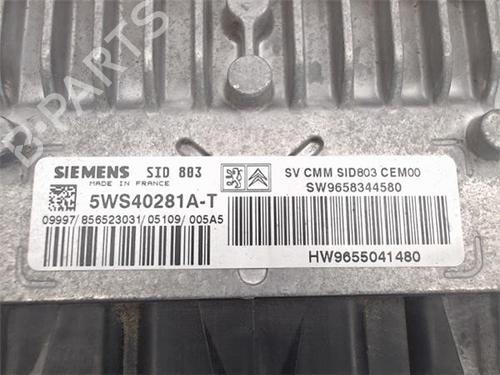 B-PARTS
SIEMENS SID 803
MADE IN FRANCE
5WS40281A-T
09997/856523031/05109/005A5
SV CMM SID803 CEM00
SW9658344580
HW9655041480